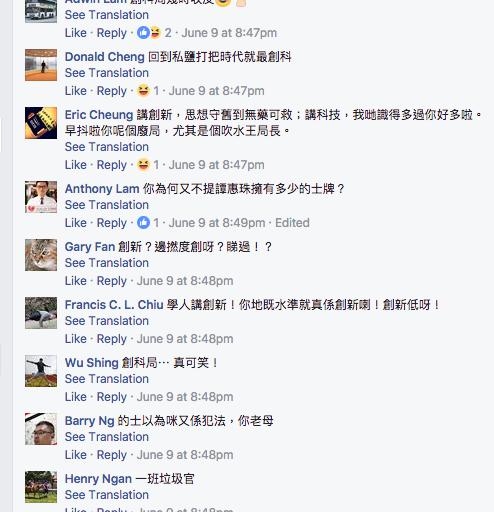 Adwin Lam 創科局幾時收皮
See Translation
Like · Reply · 2 · June 9 at 8:47pm
Donald Cheng 回到私鹽打把時代就最創科
See Translation
Like · Reply · 1 · June 9 at 8:47pm
Eric Cheung 講創新，思想守舊到無藥可救；講科技，我哋識得多過你好多啦。
早抖啦你呢個廢局，尤其是個吹水王局長。
See Translation
Like · Reply · 1 · June 9 at 8:47pm
Anthony Lam 你為何又不提譚惠珠擁有多少的士牌？
See Translation
Like · Reply · 1 · June 9 at 8:49pm · Edited
Gary Fan 創新？邊撚度創呀？睇過！？
See Translation
Like · Reply · June 9 at 8:48pm
Francis C. L. Chiu 學人講創新！你地既水準就真係創新喇！創新低呀！
See Translation
Like · Reply · June 9 at 8:48pm
Wu Shing 創科局⋯ 真可笑！
See Translation
Like · Reply · June 9 at 8:48pm
Barry Ng 的士以為咪又係犯法，你老母
See Translation
Like · Reply · June 9 at 8:48pm
Henry Ngan 一班垃圾官
See Translation
Like · Reply · June 9 at 8:48pm